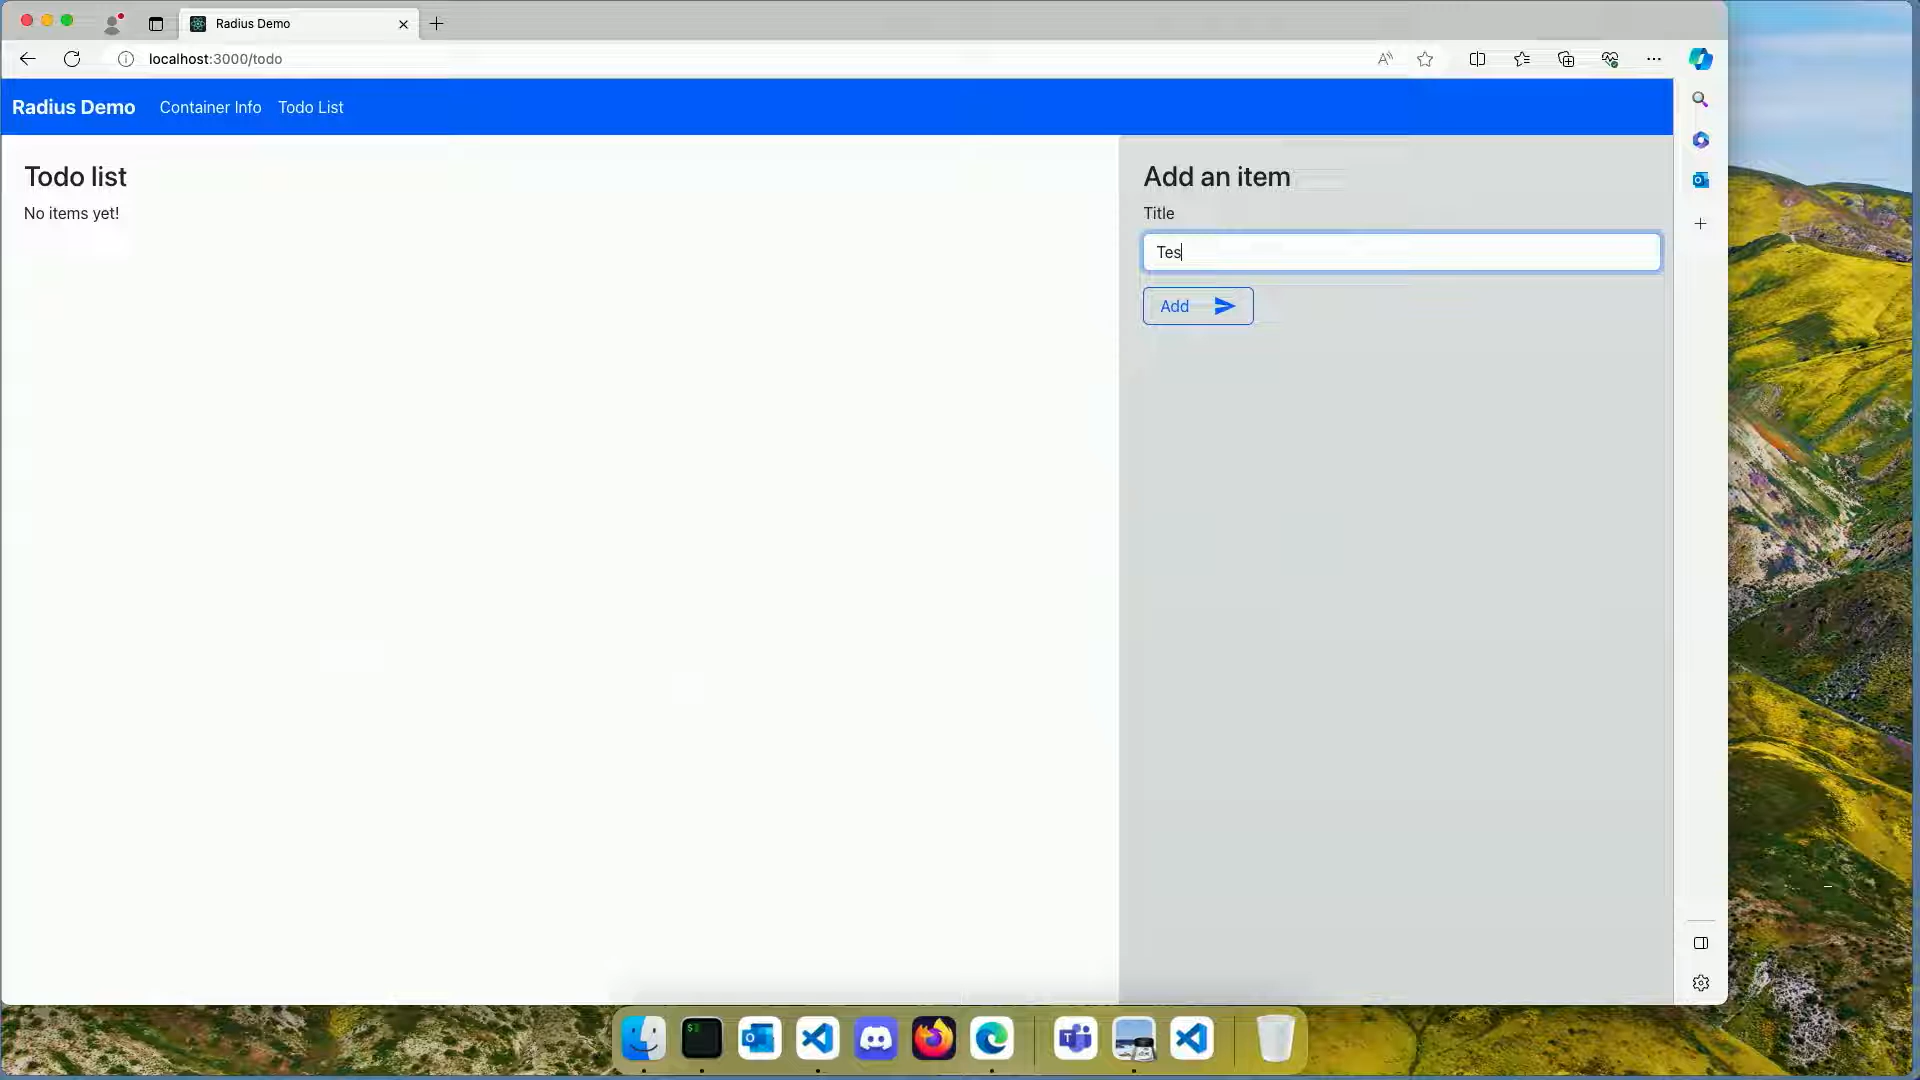 Radius Demo
localhost:3000/todo
Radius Demo
Container Info
Todo List
Todo list
No items yet!
Add an item
Title
Tes
Add